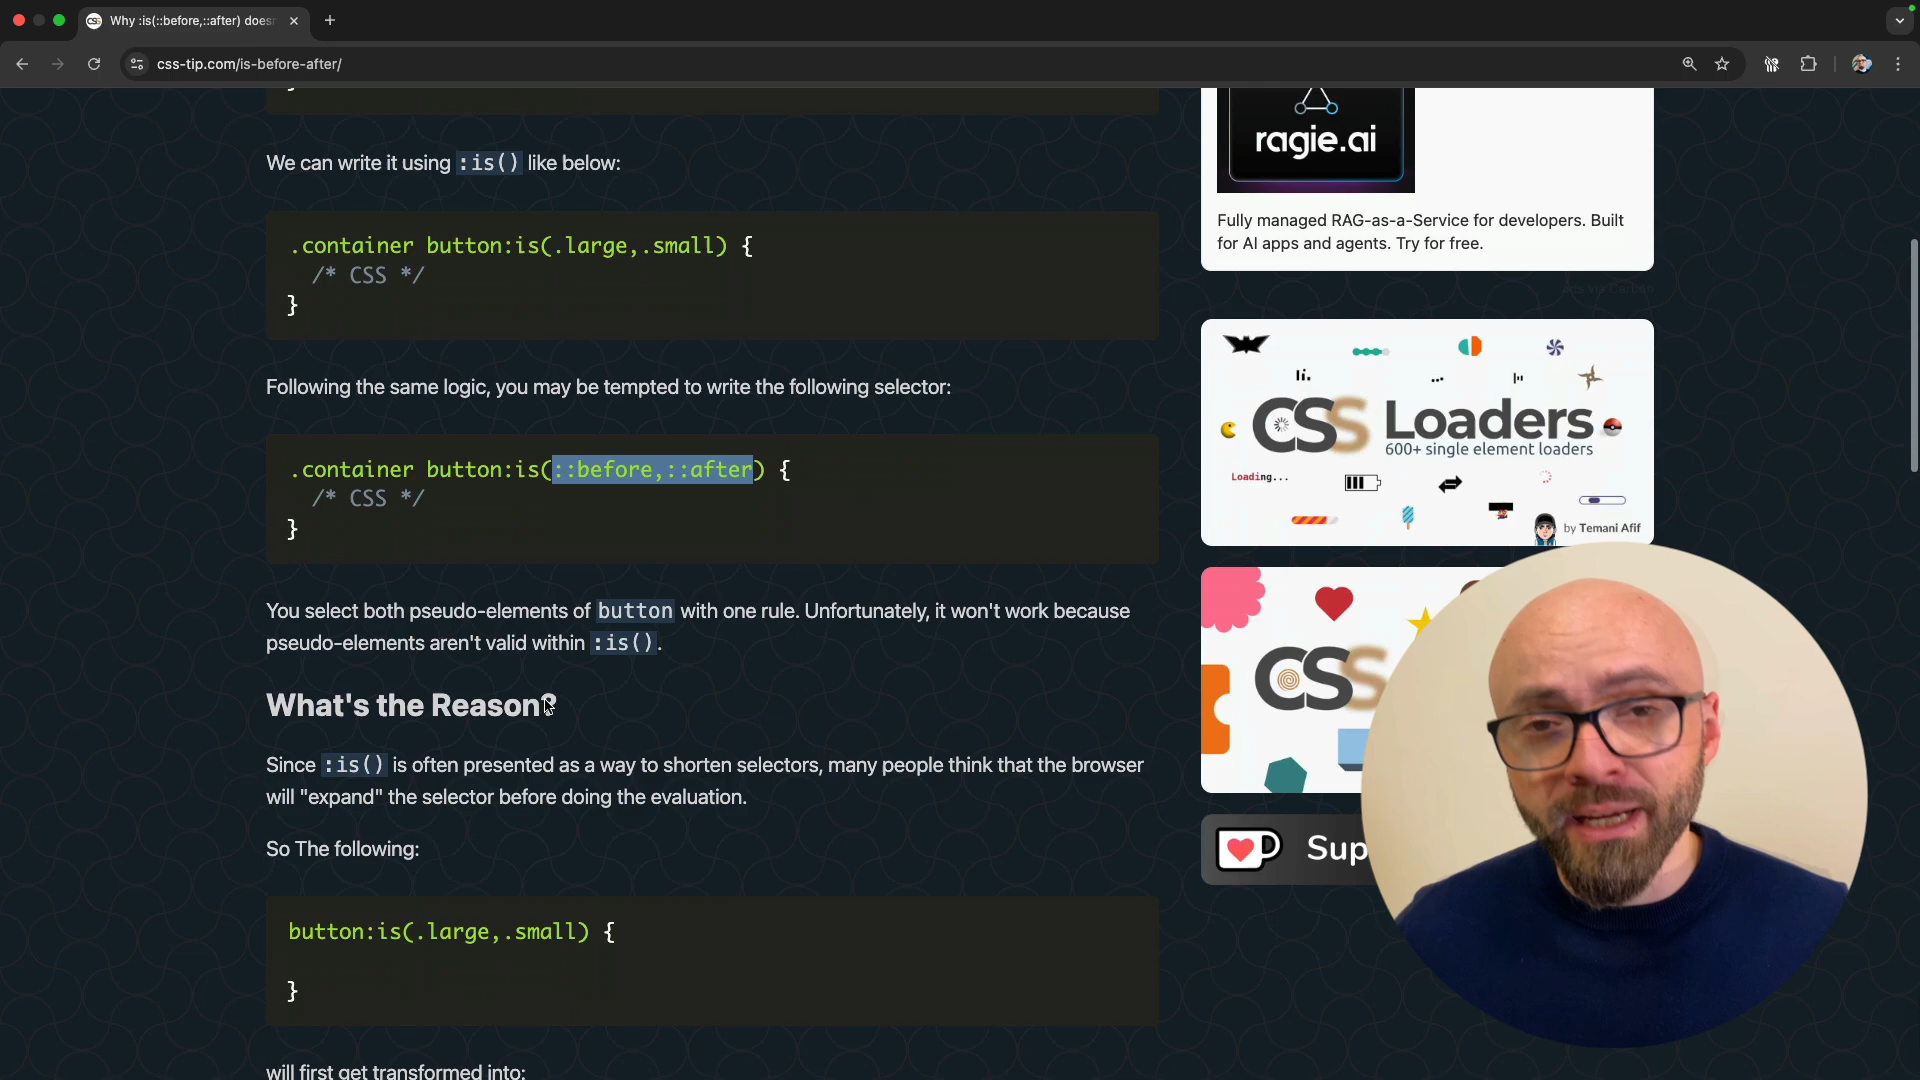 Why :is(::before,::after) does
css-tip.com/is-before-after/
}
We can write it using :is() like below:
.container button:is(.large,.small) {
/* CSS */
}
Following the same logic, you may be tempted to write the following selector:
.container button:is(::before,::after) {
/* CSS */
}
You select both pseudo-elements of button with one rule. Unfortunately, it won't work because
pseudo-elements aren't valid within :is().
What's the Reason?
Since :is() is often presented as a way to shorten selectors, many people think that the browser
will "expand" the selector before doing the evaluation.
So The following:
button:is(.large,.small) {
}
will first get transformed into:
ragie.ai
Fully managed RAG-as-a-Service for developers. Built
for AI apps and agents. Try for free.
ads via Carbon
CSS Loaders
600+ single element loaders
Loading...
by Temani Afif
CSS
Sup